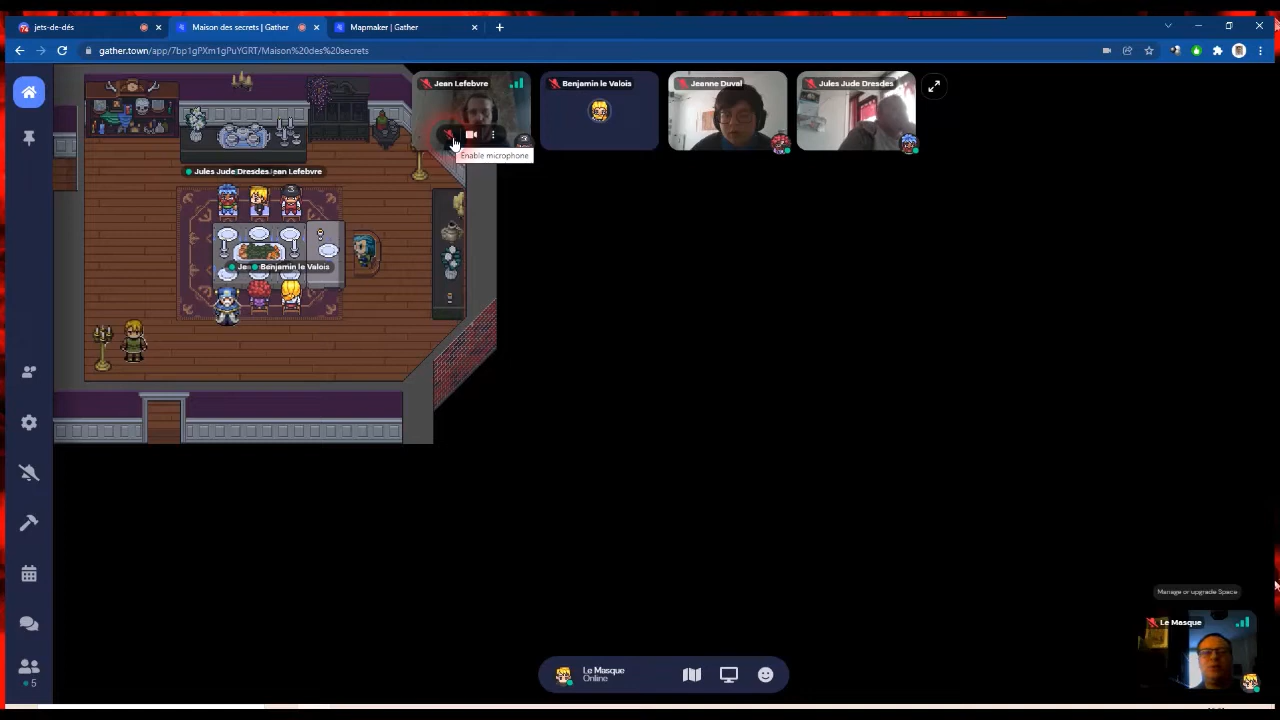 jets-de-dés
Maison des secrets | Gather
Mapmaker | Gather
gather.town/app/7bp1gPXm1gPuYGRT/Maison%20des%20secrets
Jean Lefebvre
Benjamin le Valois
Jeanne Duval
Jules Jude Dresdes
Enable microphone
Jules Jude Dresdes Jean Lefebvre
Je Benjamin le Valois
Manage or upgrade Space
Le Masque
5
Le Masque
Online